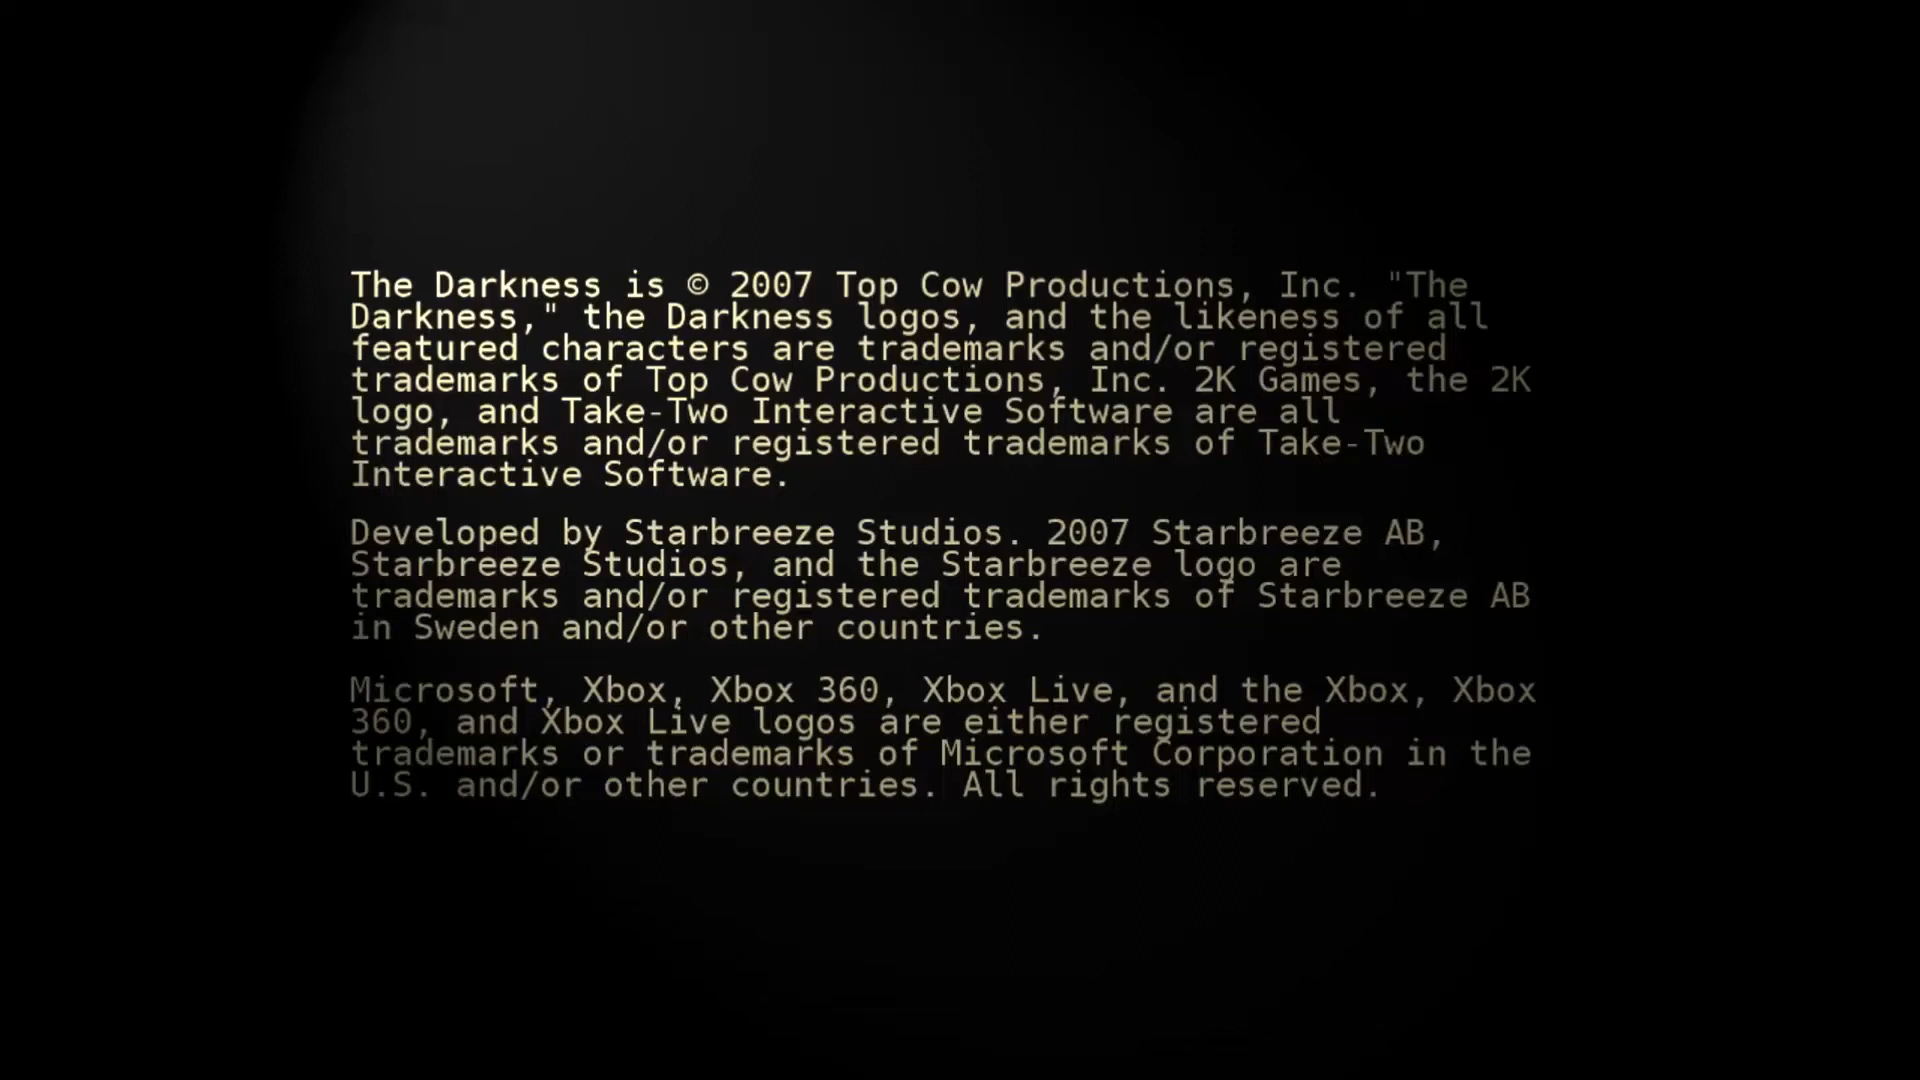 The Darkness is © 2007 Top Cow Productions, Inc. "The
Darkness," the Darkness logos, and the likeness of all
featured characters are trademarks and/or registered
trademarks of Top Cow Productions, Inc. 2K Games, the 2K
logo, and Take-Two Interactive Software are all
trademarks and/or registered trademarks of Take-Two
Interactive Software.
Developed by Starbreeze Studios. 2007 Starbreeze AB,
Starbreeze Studios, and the Starbreeze logo are
trademarks and/or registered trademarks of Starbreeze AB
in Sweden and/or other countries.
Microsoft, Xbox, Xbox 360, Xbox Live, and the Xbox, Xbox
360, and Xbox Live logos are either registered
trademarks or trademarks of Microsoft Corporation in the
U.S. and/or other countries. All rights reserved.